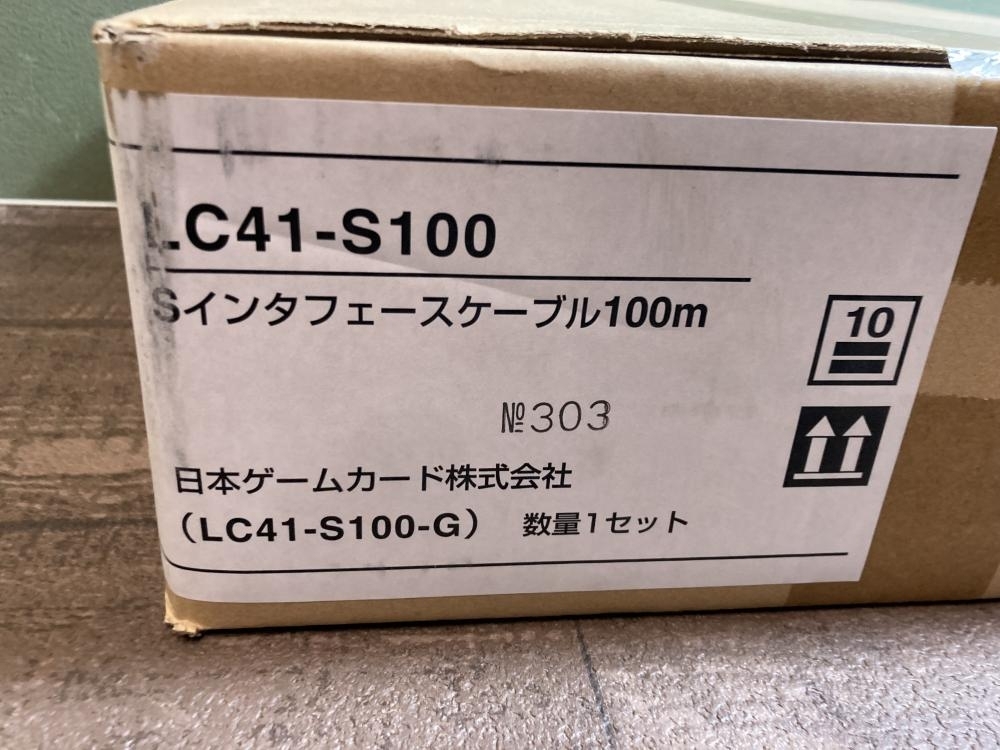 LC41-S100
Sインタフェースケーブル100m
10
№303
日本ゲームカード株式会社
（LC41-S100-G） 数量1セット